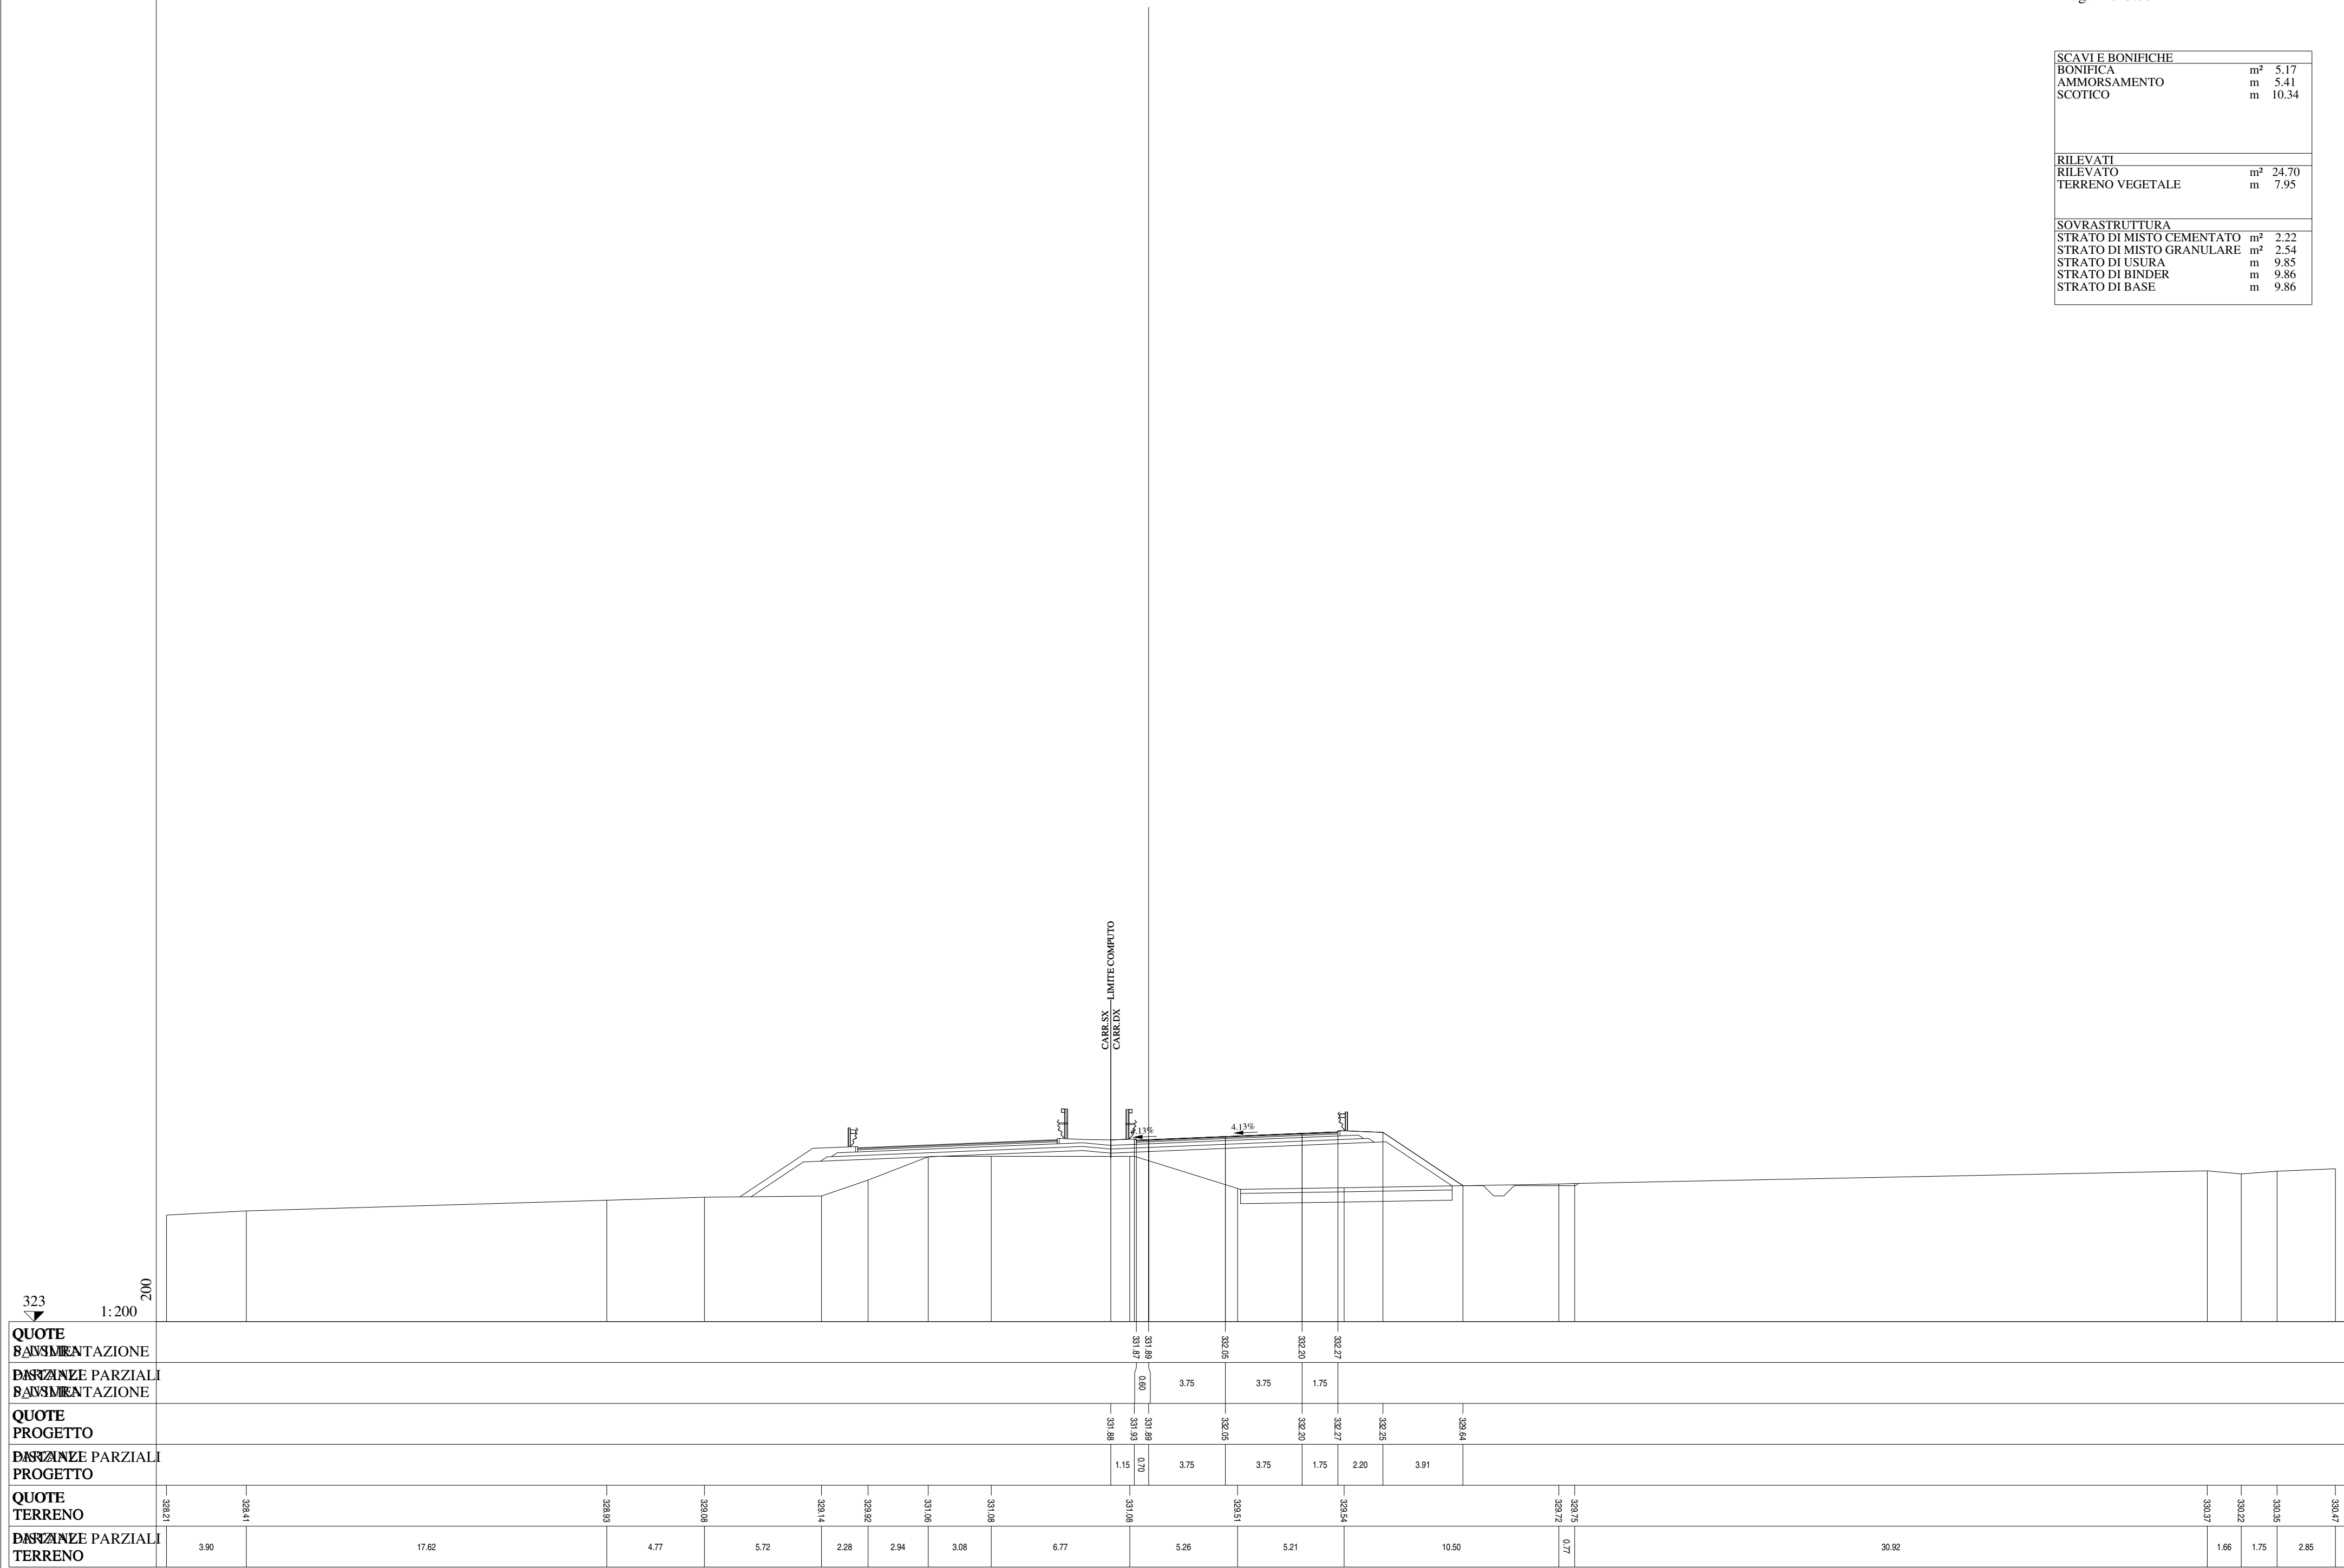 SCAVI E BONIFICHE
BONIFICA m² 5.17
AMMORSAMENTO m 5.41
SCOTICO m 10.34
RILEVATI
RILEVATO m² 24.70
TERRENO VEGETALE m 7.95
SOVRASTRUTTURA
STRATO DI MISTO CEMENTATO m² 2.22
STRATO DI MISTO GRANULARE m² 2.54
STRATO DI USURA m 9.85
STRATO DI BINDER m 9.86
STRATO DI BASE m 9.86
LIMITE COMPUTO
CARR.SX
CARR.DX
4.13%
4.13%
323
1:200
200
QUOTE
331.87 331.89 332.05 332.20 332.27
PARZIALI
0.60 3.75 3.75 1.75
QUOTE
PROGETTO
331.88 331.93 331.89 332.05 332.20 332.27 332.25 329.64
PARZIALI
PROGETTO
1.15 0.70 3.75 3.75 1.75 2.20 3.91
QUOTE
TERRENO
328.21 328.41 328.93 329.08 329.14 329.92 331.06 331.08 331.08 329.51 329.54 329.72 329.75 330.37 330.22 330.35 330.47
PARZIALI
TERRENO
3.90 17.62 4.77 5.72 2.28 2.94 3.08 6.77 5.26 5.21 10.50 0.77 30.92 1.66 1.75 2.85